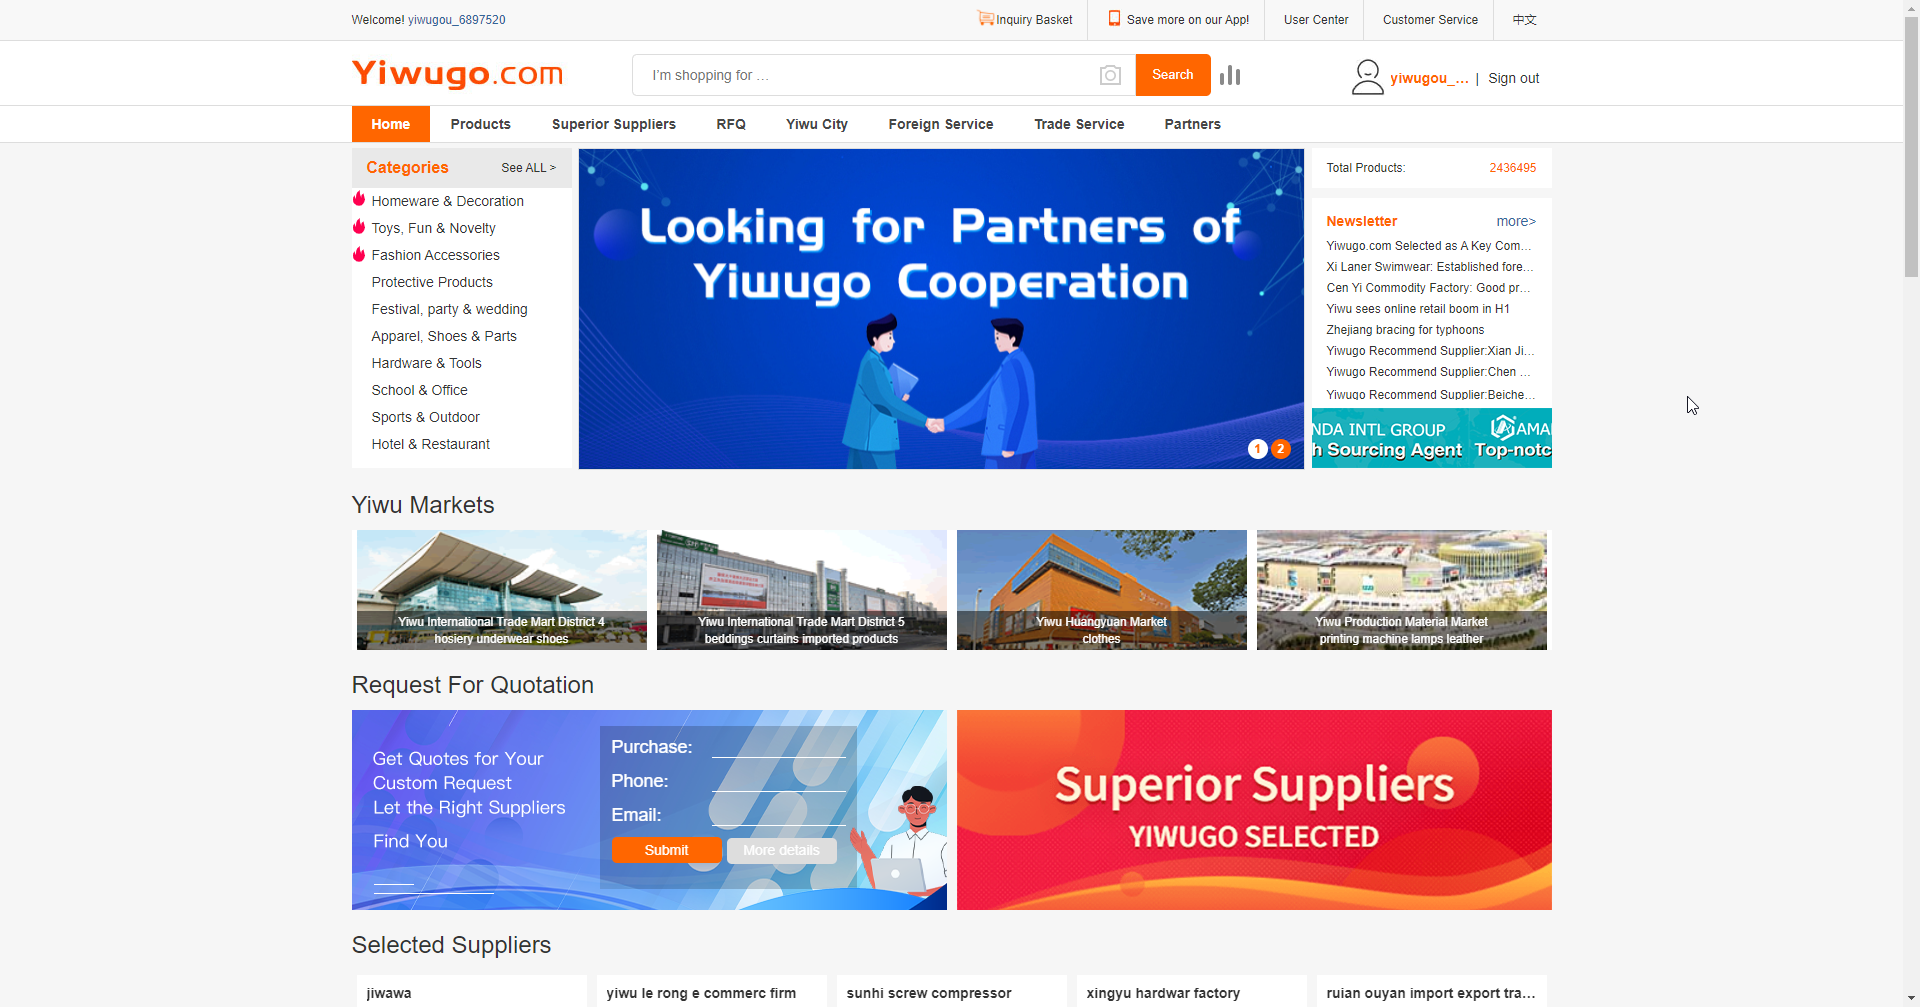 Welcome! yiwugou_6897520
Inquiry Basket
Save more on our App!
User Center
Customer Service
中文
Yiwugo.com
I'm shopping for ...
Search
yiwugou_... | Sign out
Home
Products
Superior Suppliers
RFQ
Yiwu City
Foreign Service
Trade Service
Partners
Categories
See ALL >
Homeware & Decoration
Toys, Fun & Novelty
Fashion Accessories
Protective Products
Festival, party & wedding
Apparel, Shoes & Parts
Hardware & Tools
School & Office
Sports & Outdoor
Hotel & Restaurant
Looking for Partners of
Yiwugo Cooperation
1 2
Total Products: 2436495
Newsletter
more>
Yiwugo.com Selected as A Key Com...
Xi Laner Swimwear: Established fore...
Cen Yi Commodity Factory: Good pr...
Yiwu sees online retail boom in H1
Zhejiang bracing for typhoons
Yiwugo Recommend Supplier:Xian Ji...
Yiwugo Recommend Supplier:Chen ...
Yiwugo Recommend Supplier:Beiche...
NDA INTL GROUP
h Sourcing Agent
AMA
Top-notc
Yiwu Markets
Yiwu International Trade Mart District 4
hosiery underwear shoes
Yiwu International Trade Mart District 5
beddings curtains imported products
Yiwu Huangyuan Market
clothes
Yiwu Production Material Market
printing machine lamps leather
Request For Quotation
Get Quotes for Your
Custom Request
Let the Right Suppliers
Find You
Purchase:
Phone:
Email:
Submit
More details
Superior Suppliers
YIWUGO SELECTED
Selected Suppliers
jiwawa
yiwu le rong e commerc firm
sunhi screw compressor
xingyu hardwar factory
ruian ouyan import export tra...